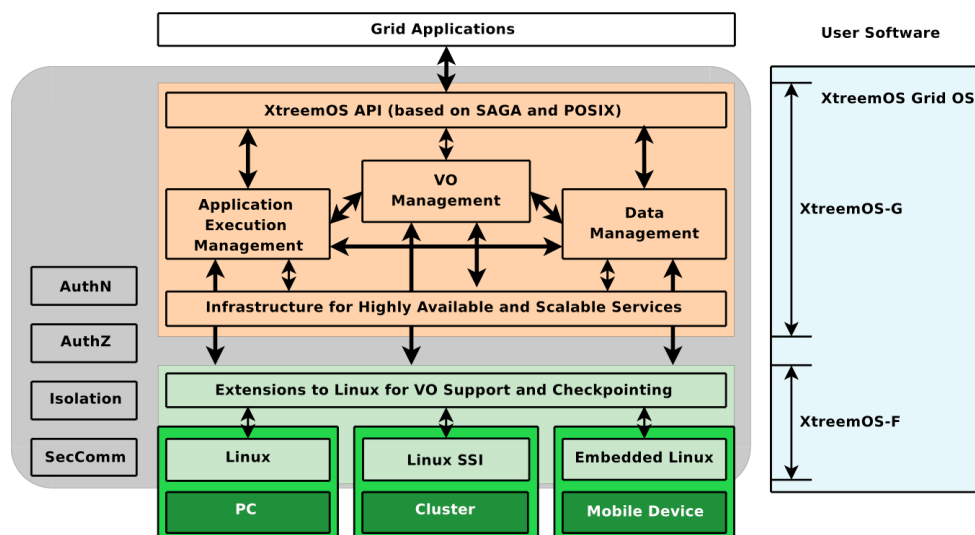 Grid Applications
User Software
XtreemOS API (based on SAGA and POSIX)
XtreemOS Grid OS
VO
Management
Application
Execution
Management
Data
Management
XtreemOS-G
AuthN
Infrastructure for Highly Available and Scalable Services
AuthZ
Extensions to Linux for VO Support and Checkpointing
Isolation
XtreemOS-F
SecComm
Linux
Linux SSI
Embedded Linux
PC
Cluster
Mobile Device